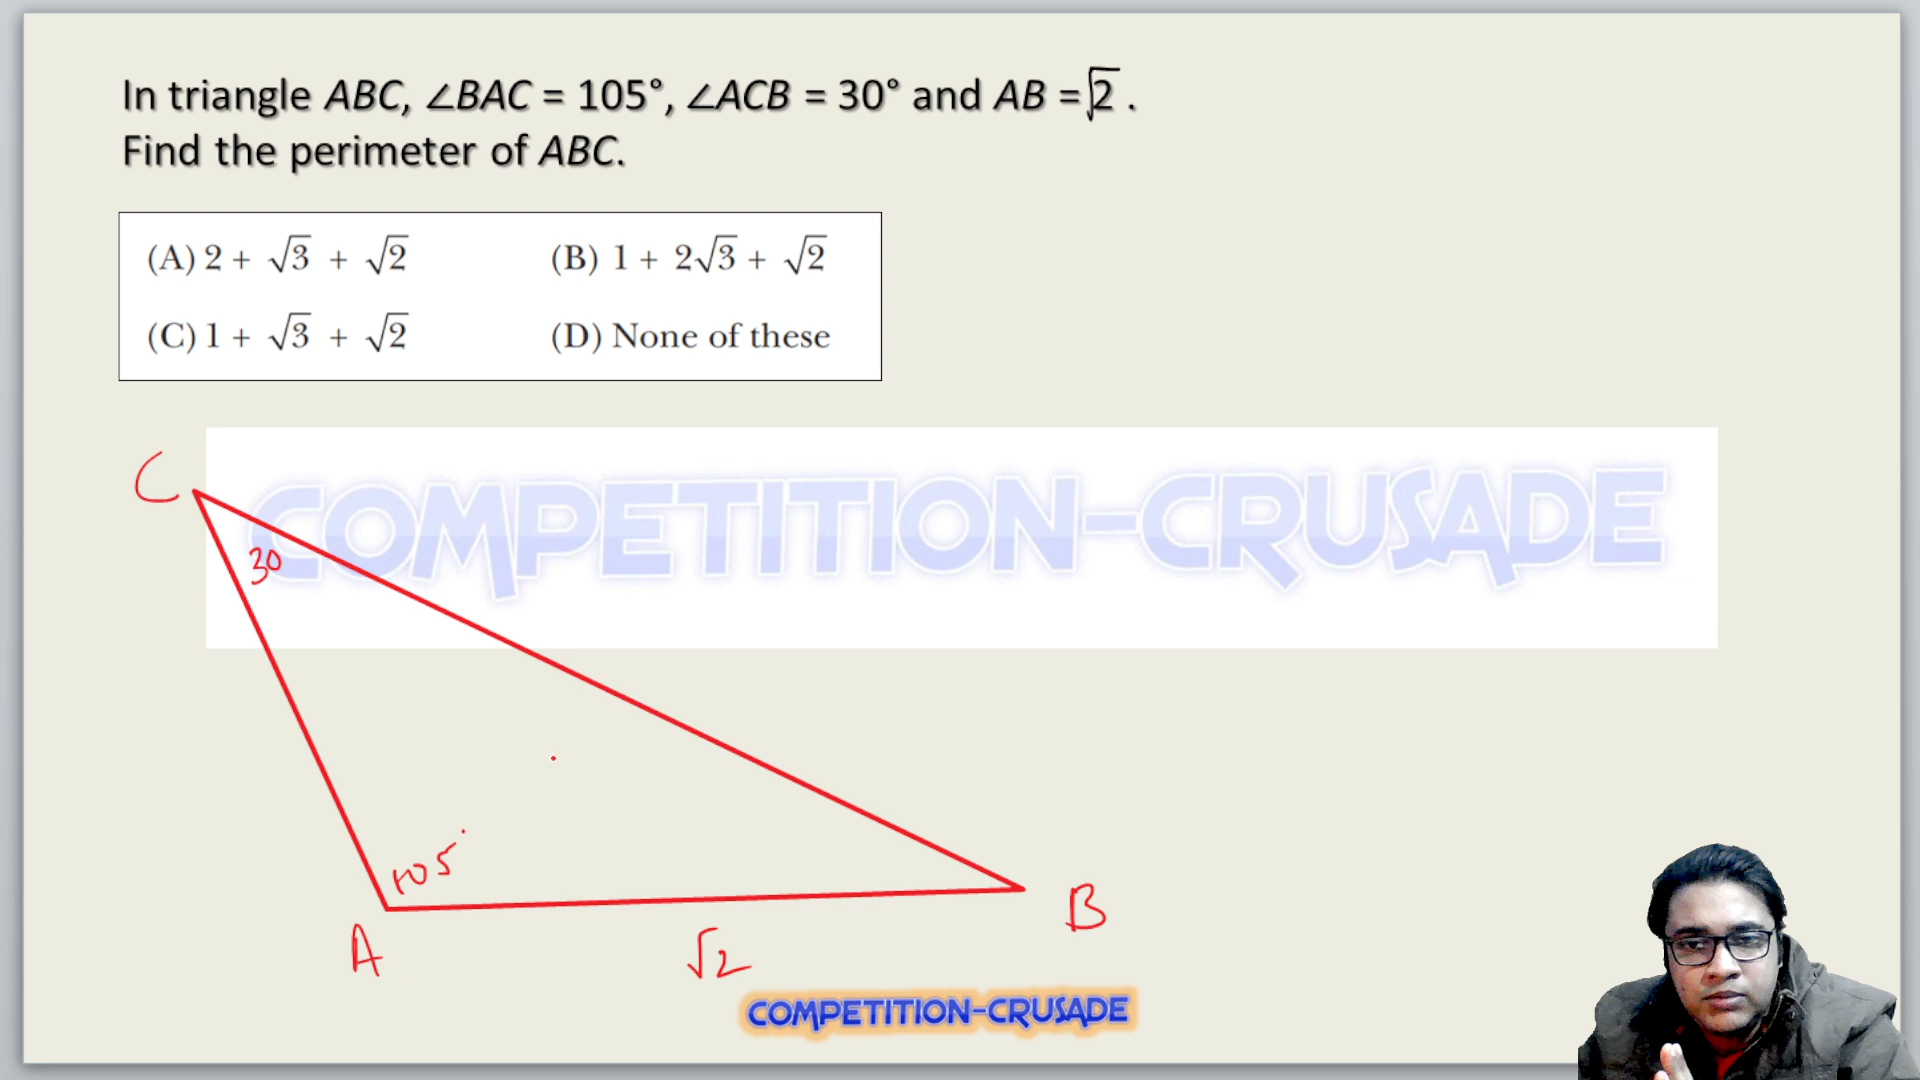 In triangle ABC, ∠BAC = 105°, ∠ACB = 30° and AB = √2 .
Find the perimeter of ABC.
(A) 2 + √3 + √2 (B) 1 + 2√3 + √2
(C) 1 + √3 + √2 (D) None of these
C
COMPETITION-CRUSADE
30
105°
B
A
√2
COMPETITION-CRUSADE